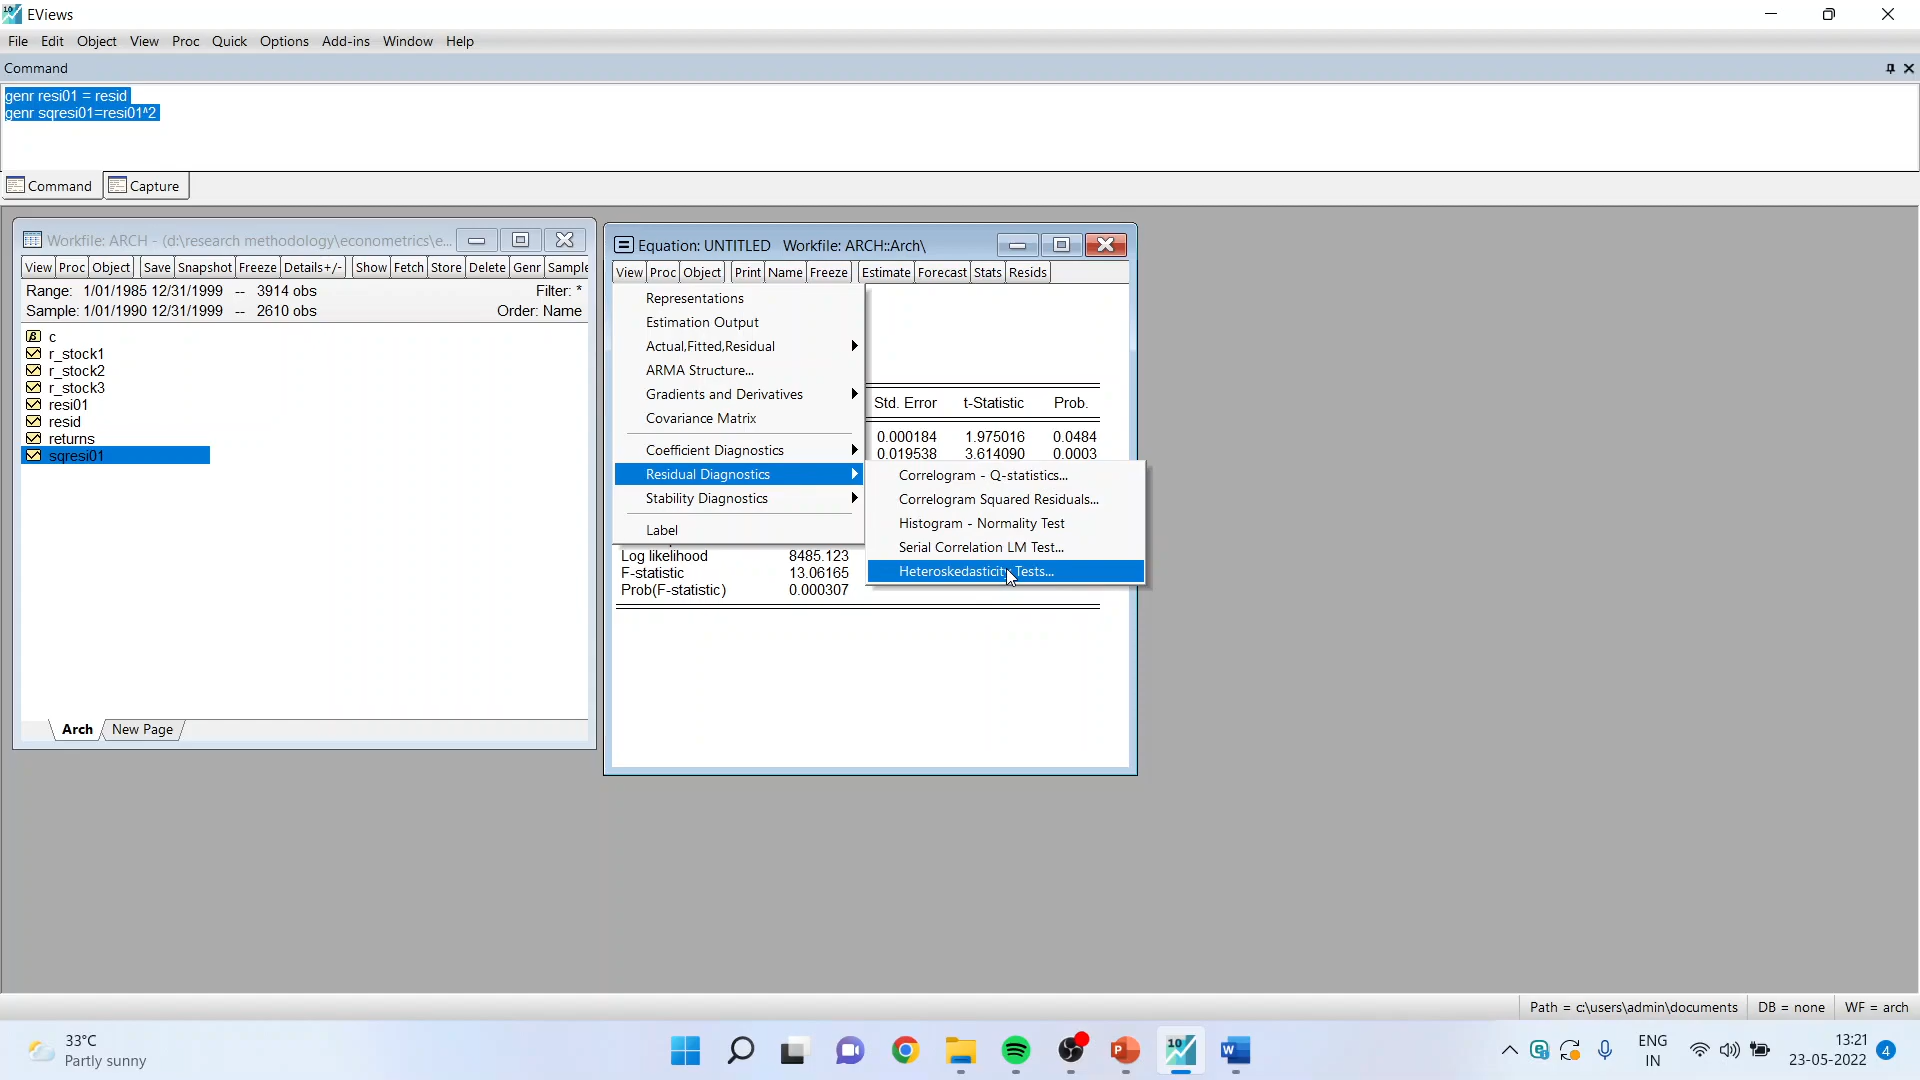 EViews
File Edit Object View Proc Quick Options Add-ins Window Help
Command
genr resi01 = resid
genr sqresi01=resi01^2
Command Capture
Workfile: ARCH - (d:\research methodology\econometrics\e...
View Proc Object Save Snapshot Freeze Details+/- Show Fetch Store Delete Genr Sample
Range: 1/01/1985 12/31/1999 -- 3914 obs Filter: *
Sample: 1/01/1990 12/31/1999 -- 2610 obs Order: Name
c
r_stock1
r_stock2
r_stock3
resi01
resid
returns
sqresi01
Arch New Page
Equation: UNTITLED Workfile: ARCH::Arch\
View Proc Object Print Name Freeze Estimate Forecast Stats Resids
Representations
Estimation Output
Actual,Fitted,Residual
ARMA Structure...
Gradients and Derivatives
Covariance Matrix
Coefficient Diagnostics
Residual Diagnostics
Stability Diagnostics
Label
Std. Error t-Statistic Prob.
0.000184 1.975016 0.0484
0.019538 3.614090 0.0003
Correlogram - Q-statistics...
Correlogram Squared Residuals...
Histogram - Normality Test
Serial Correlation LM Test...
Heteroskedasticity Tests...
Log likelihood 8485.123
F-statistic 13.06165
Prob(F-statistic) 0.000307
Path = c:\users\admin\documents DB = none WF = arch
33°C
Partly sunny
10
ENG
IN
13:21
23-05-2022
4